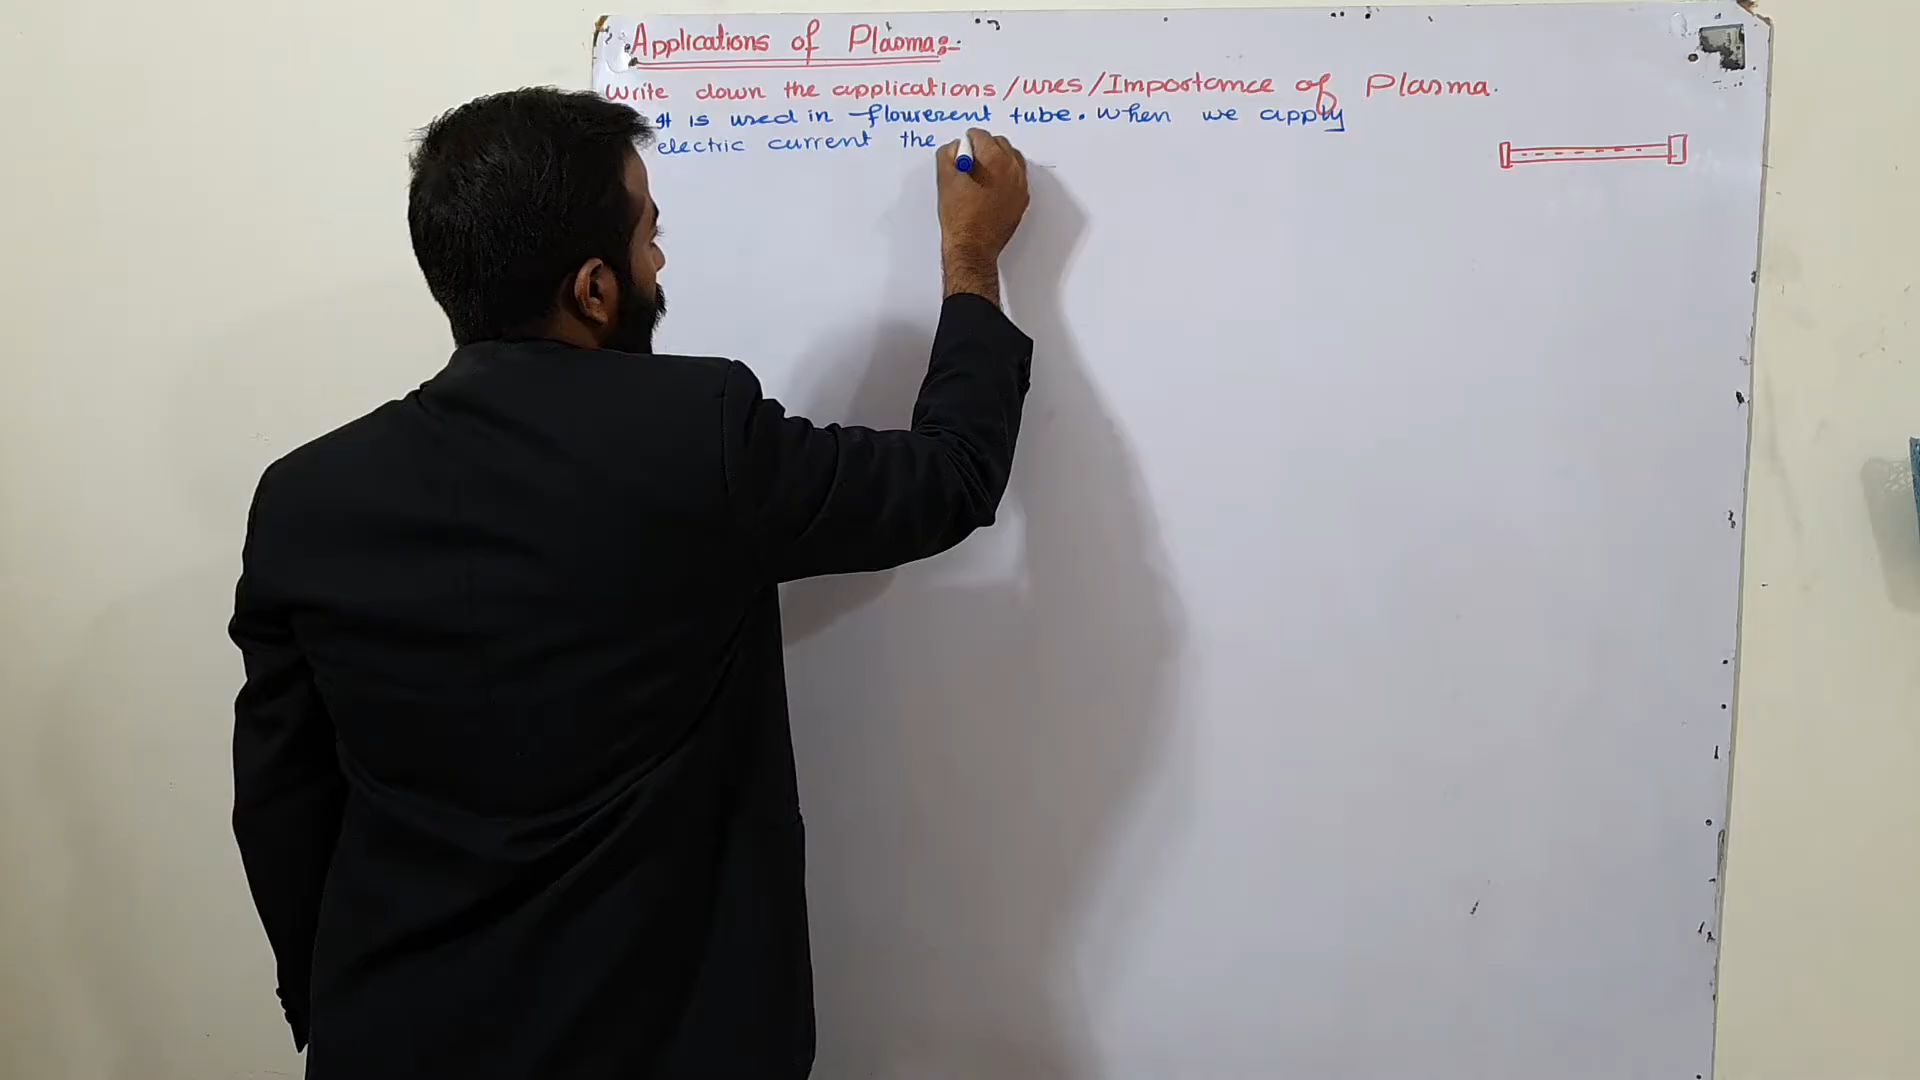 Applications of Plasma:-
Write down the applications/uses/Importance of Plasma.
It is used in flouresent tube. When we apply
electric current the